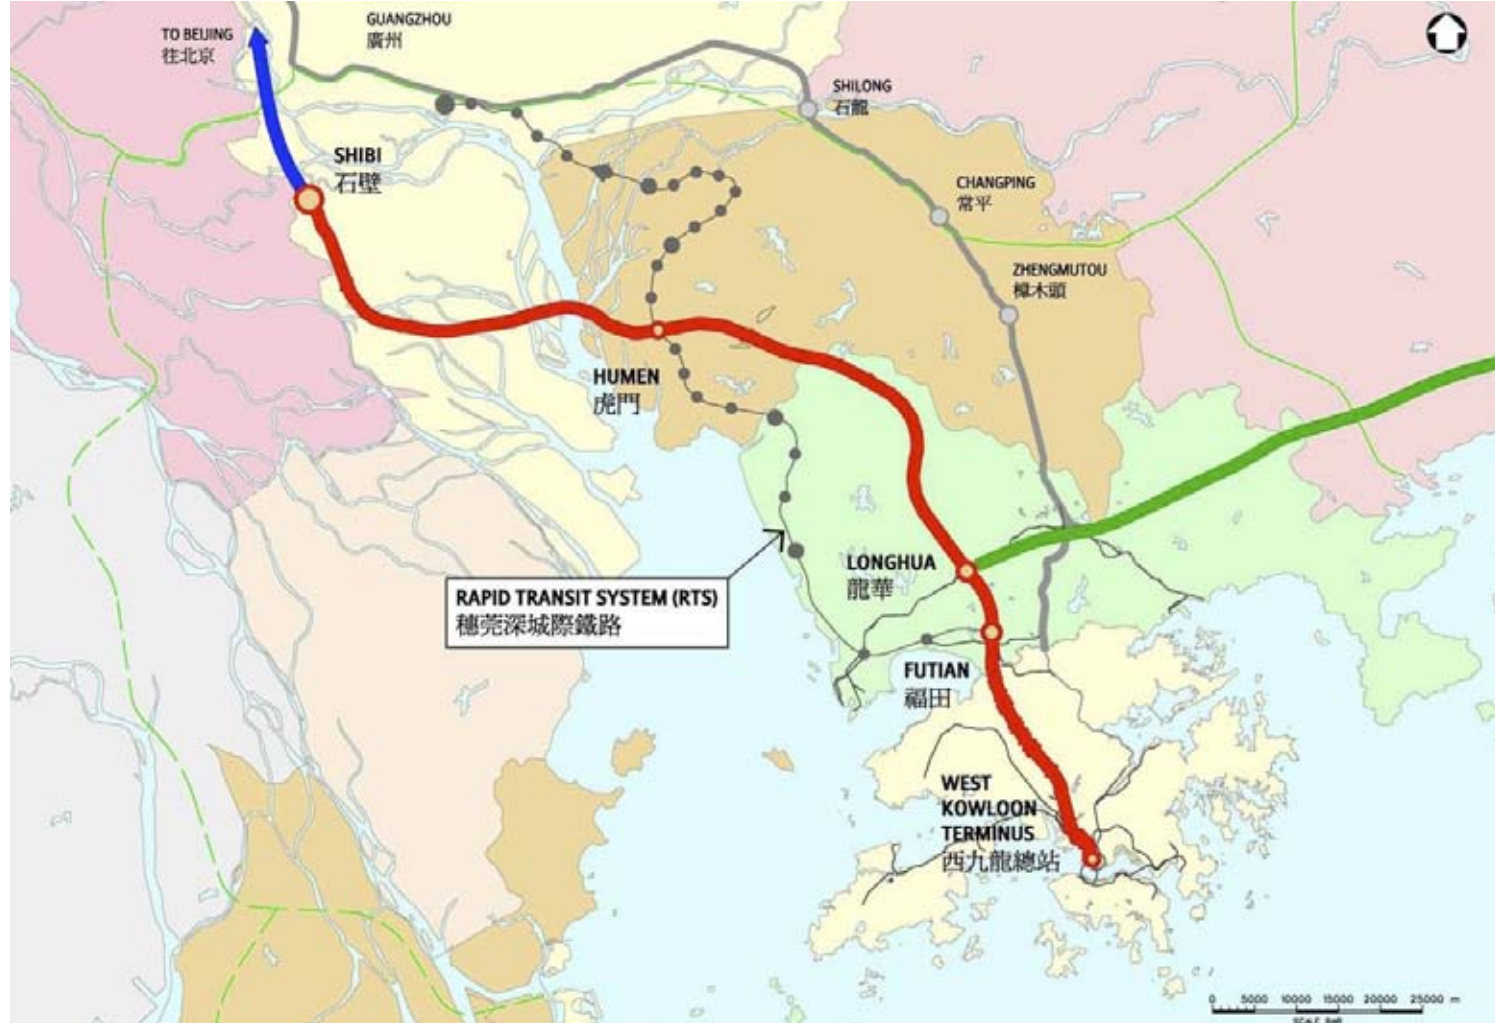 TO BEIJING
往北京
GUANGZHOU
廣州
SHILONG
石龍
SHIBI
石壁
CHANGPING
常平
ZHENGMUTOU
樟木頭
HUMEN
虎門
LONGHUA
龍華
RAPID TRANSIT SYSTEM (RTS)
穗莞深城際鐵路
FUTIAN
福田
WEST
KOWLOON
TERMINUS
西九龍總站
0 5000 10000 15000 20000 25000 m